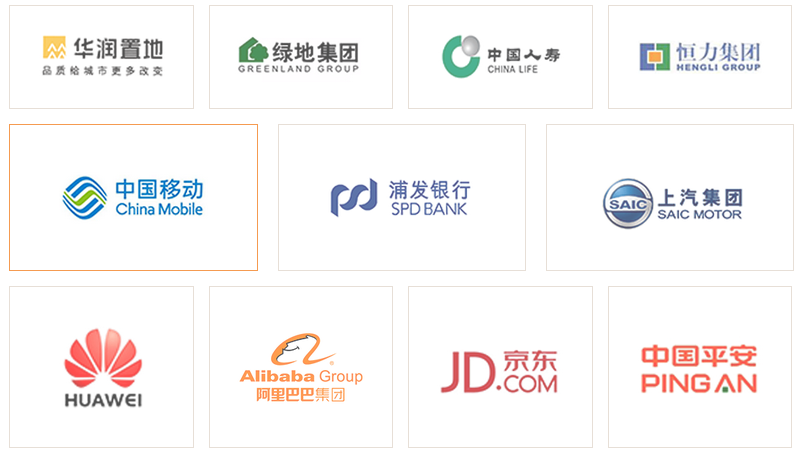 华润置地
品质给城市更多改变
绿地集团
GREENLAND GROUP
中国人寿
CHINA LIFE
恒力集团
HENGLI GROUP
中国移动
China Mobile
浦发银行
SPD BANK
SAIC
上汽集团
SAIC MOTOR
HUAWEI
Alibaba Group
阿里巴巴集团
JD.COM
京东
中国平安
PING AN